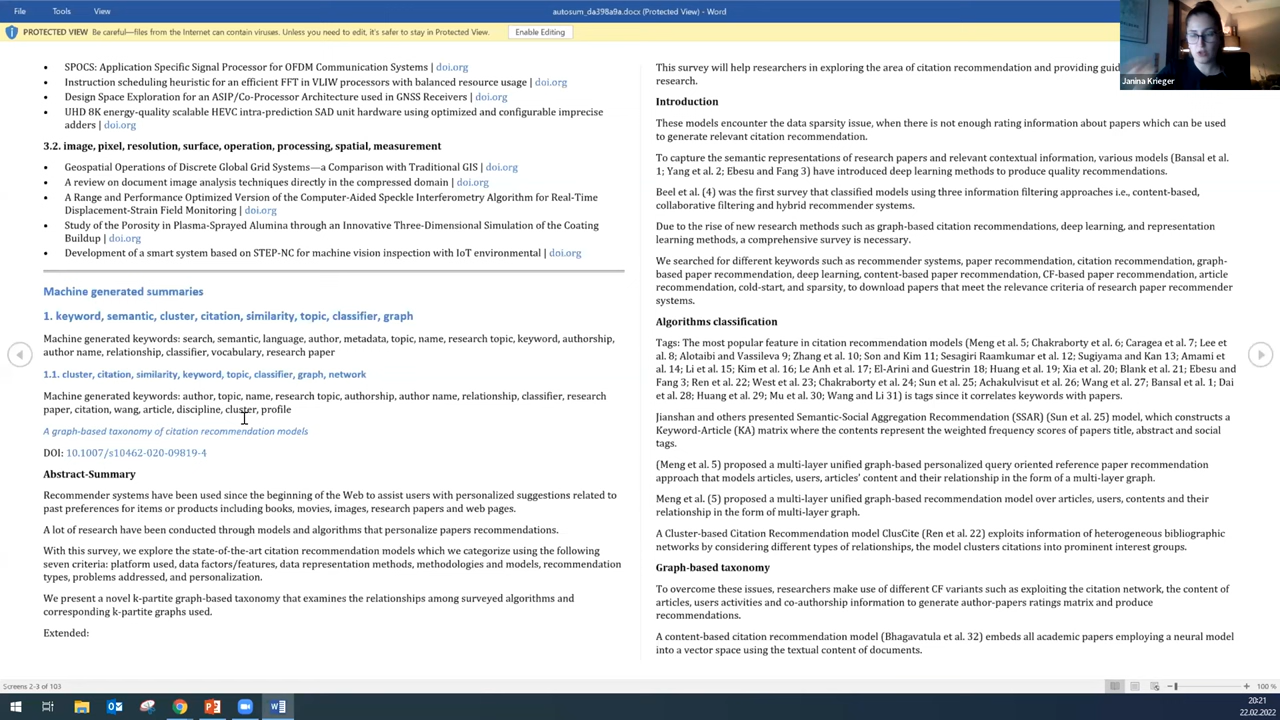 File Tools View
autosum_da398a9a.docx (Protected View) - Word
PROTECTED VIEW Be careful—files from the Internet can contain viruses. Unless you need to edit, it's safer to stay in Protected View. Enable Editing
Janina Krieger
• SPOCS: Application Specific Signal Processor for OFDM Communication Systems | doi.org
• Instruction scheduling heuristic for an efficient FFT in VLIW processors with balanced resource usage | doi.org
• Design Space Exploration for an ASIP/Co-Processor Architecture used in GNSS Receivers | doi.org
• UHD 8K energy-quality scalable HEVC intra-prediction SAD unit hardware using optimized and configurable imprecise
adders | doi.org
3.2. image, pixel, resolution, surface, operation, processing, spatial, measurement
• Geospatial Operations of Discrete Global Grid Systems—a Comparison with Traditional GIS | doi.org
• A review on document image analysis techniques directly in the compressed domain | doi.org
• A Range and Performance Optimized Version of the Computer-Aided Speckle Interferometry Algorithm for Real-Time
Displacement-Strain Field Monitoring | doi.org
• Study of the Porosity in Plasma-Sprayed Alumina through an Innovative Three-Dimensional Simulation of the Coating
Buildup | doi.org
• Development of a smart system based on STEP-NC for machine vision inspection with IoT environmental | doi.org
Machine generated summaries
1. keyword, semantic, cluster, citation, similarity, topic, classifier, graph
Machine generated keywords: search, semantic, language, author, metadata, topic, name, research topic, keyword, authorship,
author name, relationship, classifier, vocabulary, research paper
1.1. cluster, citation, similarity, keyword, topic, classifier, graph, network
Machine generated keywords: author, topic, name, research topic, authorship, author name, relationship, classifier, research
paper, citation, wang, article, discipline, cluster, profile
A graph-based taxonomy of citation recommendation models
DOI: 10.1007/s10462-020-09819-4
Abstract-Summary
Recommender systems have been used since the beginning of the Web to assist users with personalized suggestions related to
past preferences for items or products including books, movies, images, research papers and web pages.
A lot of research have been conducted through models and algorithms that personalize papers recommendations.
With this survey, we explore the state-of-the-art citation recommendation models which we categorize using the following
seven criteria: platform used, data factors/features, data representation methods, methodologies and models, recommendation
types, problems addressed, and personalization.
We present a novel k-partite graph-based taxonomy that examines the relationships among surveyed algorithms and
corresponding k-partite graphs used.
Extended:
This survey will help researchers in exploring the area of citation recommendation and providing guid
research.
Introduction
These models encounter the data sparsity issue, when there is not enough rating information about papers which can be used
to generate relevant citation recommendation.
To capture the semantic representations of research papers and relevant contextual information, various models (Bansal et al.
1; Yang et al. 2; Ebesu and Fang 3) have introduced deep learning methods to produce quality recommendations.
Beel et al. (4) was the first survey that classified models using three information filtering approaches i.e., content-based,
collaborative filtering and hybrid recommender systems.
Due to the rise of new research methods such as graph-based citation recommendations, deep learning, and representation
learning methods, a comprehensive survey is necessary.
We searched for different keywords such as recommender systems, paper recommendation, citation recommendation, graph-
based paper recommendation, deep learning, content-based paper recommendation, CF-based paper recommendation, article
recommendation, cold-start, and sparsity, to download papers that meet the relevance criteria of research paper recommender
systems.
Algorithms classification
Tags: The most popular feature in citation recommendation models (Meng et al. 5; Chakraborty et al. 6; Caragea et al. 7; Lee et
al. 8; Alotaibi and Vassileva 9; Zhang et al. 10; Son and Kim 11; Sesagiri Raamkumar et al. 12; Sugiyama and Kan 13; Amami et
al. 14; Li et al. 15; Kim et al. 16; Le Anh et al. 17; El-Arini and Guestrin 18; Huang et al. 19; Xia et al. 20; Blank et al. 21; Ebesu and
Fang 3; Ren et al. 22; West et al. 23; Chakraborty et al. 24; Sun et al. 25; Achakulvisut et al. 26; Wang et al. 27; Bansal et al. 1; Dai
et al. 28; Huang et al. 29; Mu et al. 30; Wang and Li 31) is tags since it correlates keywords with papers.
Jianshan and others presented Semantic-Social Aggregation Recommendation (SSAR) (Sun et al. 25) model, which constructs a
Keyword-Article (KA) matrix where the contents represent the weighted frequency scores of papers title, abstract and social
tags.
(Meng et al. 5) proposed a multi-layer unified graph-based personalized query oriented reference paper recommendation
approach that models articles, users, articles' content and their relationship in the form of a multi-layer graph.
Meng et al. (5) proposed a multi-layer unified graph-based recommendation model over articles, users, contents and their
relationship in the form of multi-layer graph.
A Cluster-based Citation Recommendation model ClusCite (Ren et al. 22) exploits information of heterogeneous bibliographic
networks by considering different types of relationships, the model clusters citations into prominent interest groups.
Graph-based taxonomy
To overcome these issues, researchers make use of different CF variants such as exploiting the citation network, the content of
articles, users activities and co-authorship information to generate author-papers ratings matrix and produce
recommendations.
A content-based citation recommendation model (Bhagavatula et al. 32) embeds all academic papers employing a neural model
into a vector space using the textual content of documents.
Screens 2-3 of 103
100 %
20:21
22.02.2022